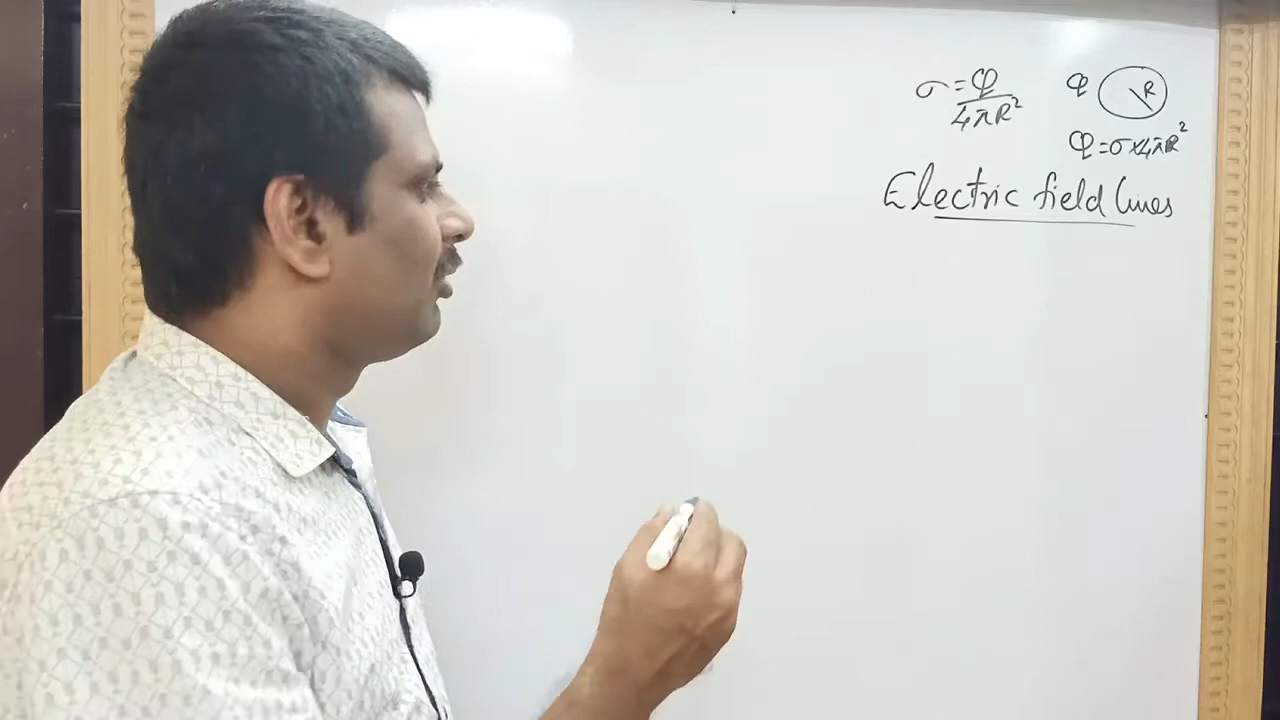 σ = φ/4πR² φ R
φ = σ×4πR²
Electric field lines